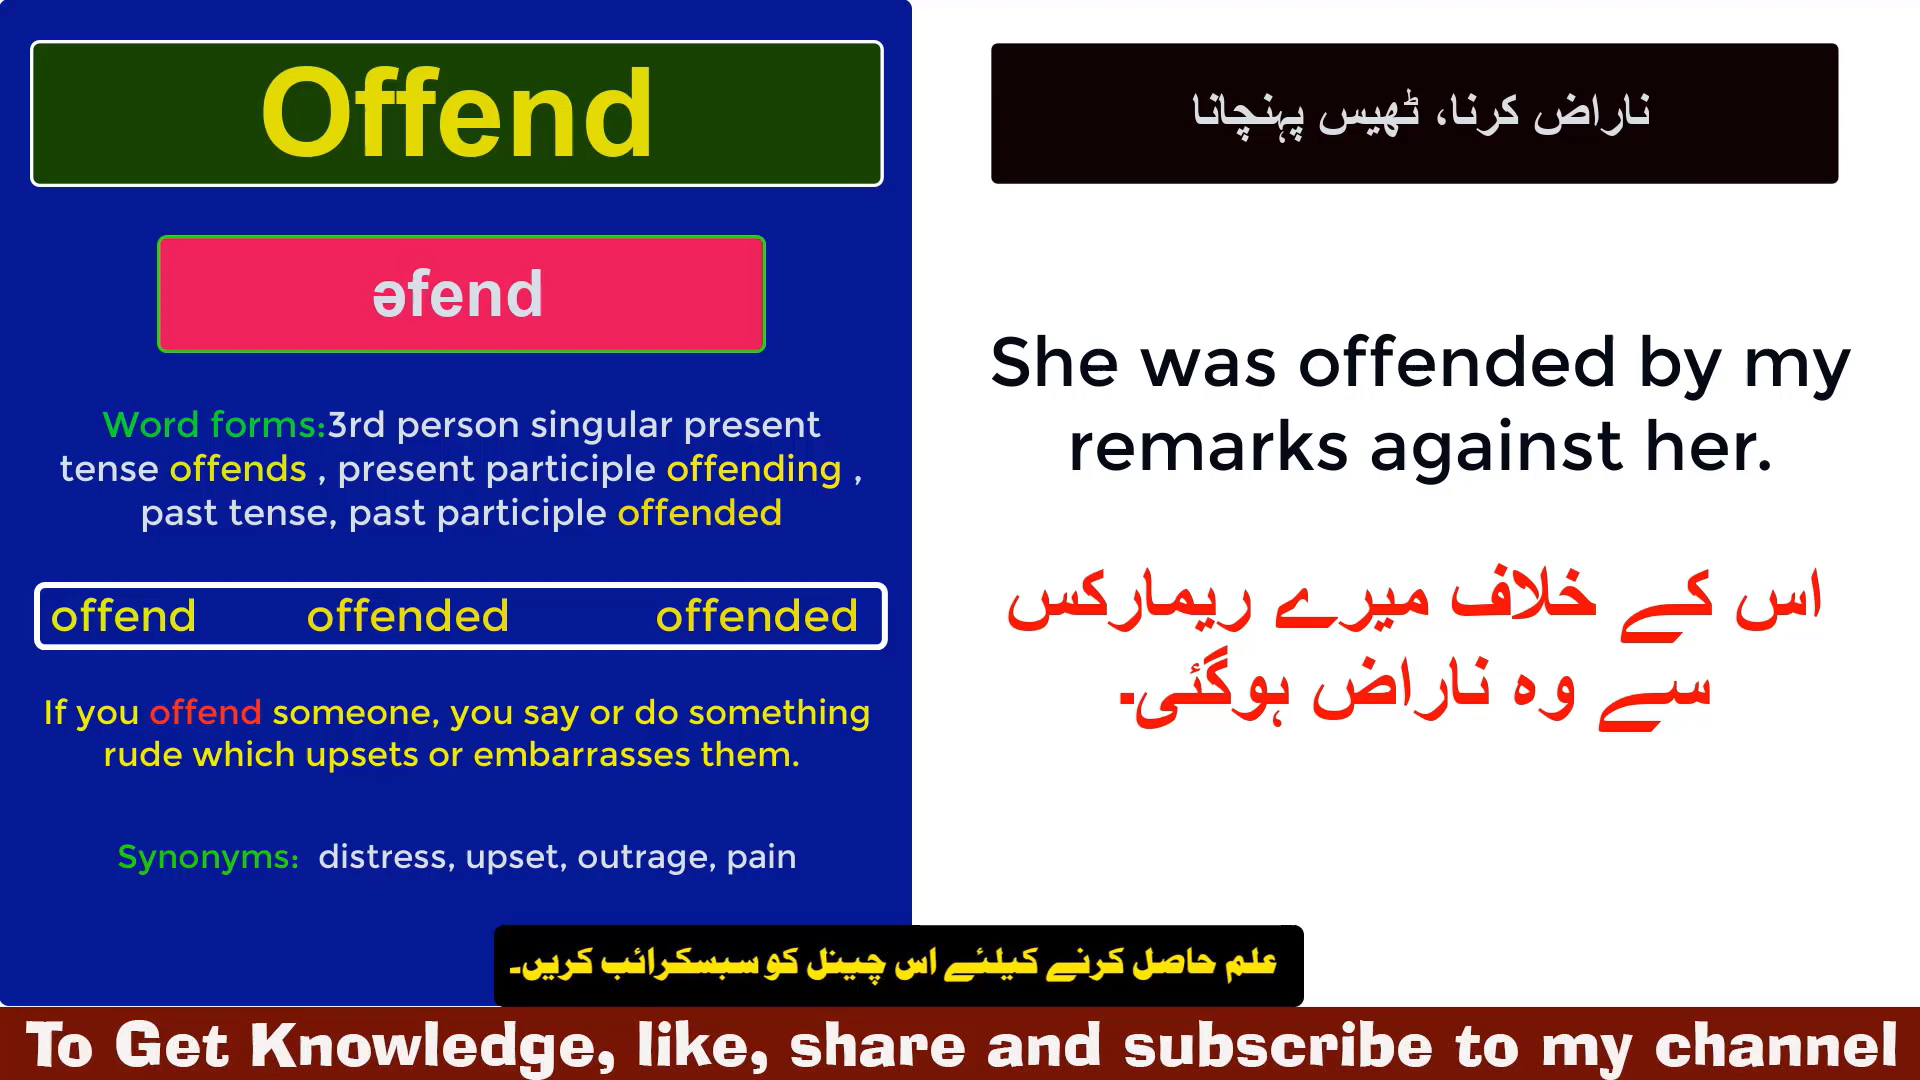 Offend
əfend
Word forms:3rd person singular present
tense offends , present participle offending ,
past tense, past participle offended
offend offended offended
If you offend someone, you say or do something
rude which upsets or embarrasses them.
Synonyms: distress, upset, outrage, pain
ناراض کرنا، ٹھیس پہنچانا
She was offended by my
remarks against her.
اس کے خلاف میرے ریمارکس
سے وہ ناراض ہوگئی۔
علم حاصل کرنے کیلئے اس چینل کو سبسکرائب کریں۔
To Get Knowledge, like, share and subscribe to my channel